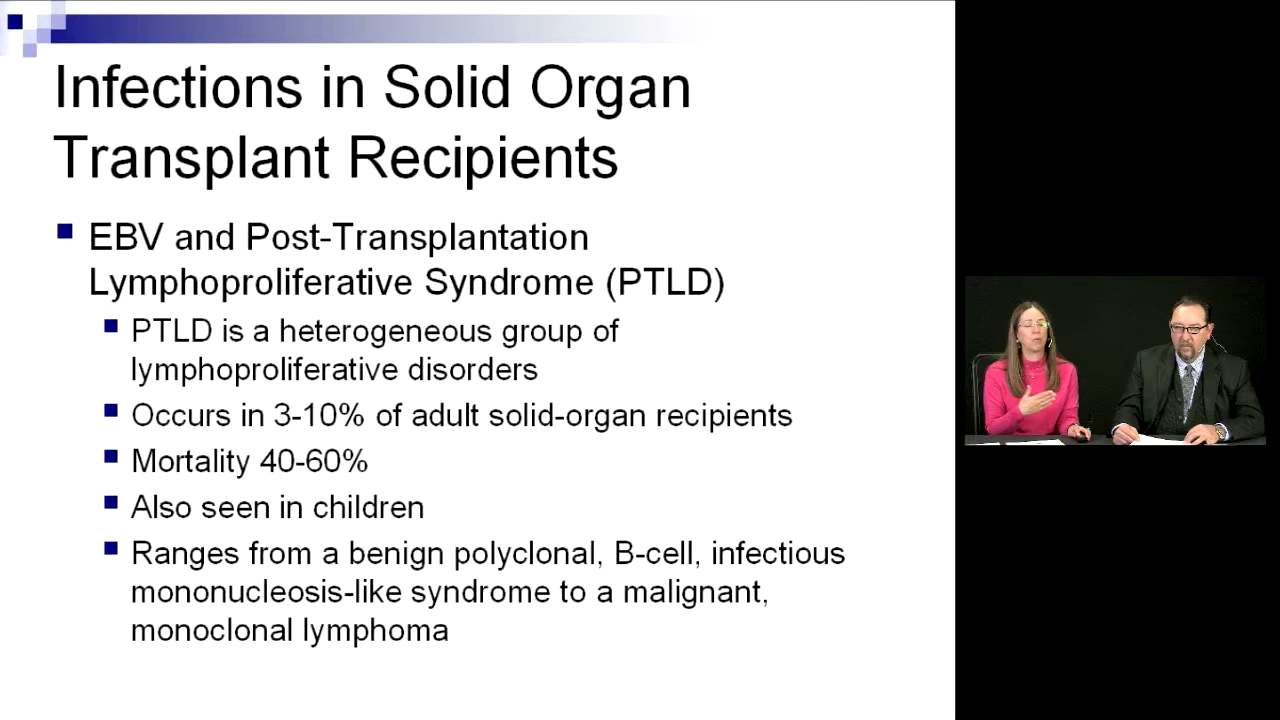 Infections in Solid Organ
Transplant Recipients
EBV and Post-Transplantation
Lymphoproliferative Syndrome (PTLD)
PTLD is a heterogeneous group of
lymphoproliferative disorders
Occurs in 3-10% of adult solid-organ recipients
Mortality 40-60%
Also seen in children
Ranges from a benign polyclonal, B-cell, infectious
mononucleosis-like syndrome to a malignant,
monoclonal lymphoma